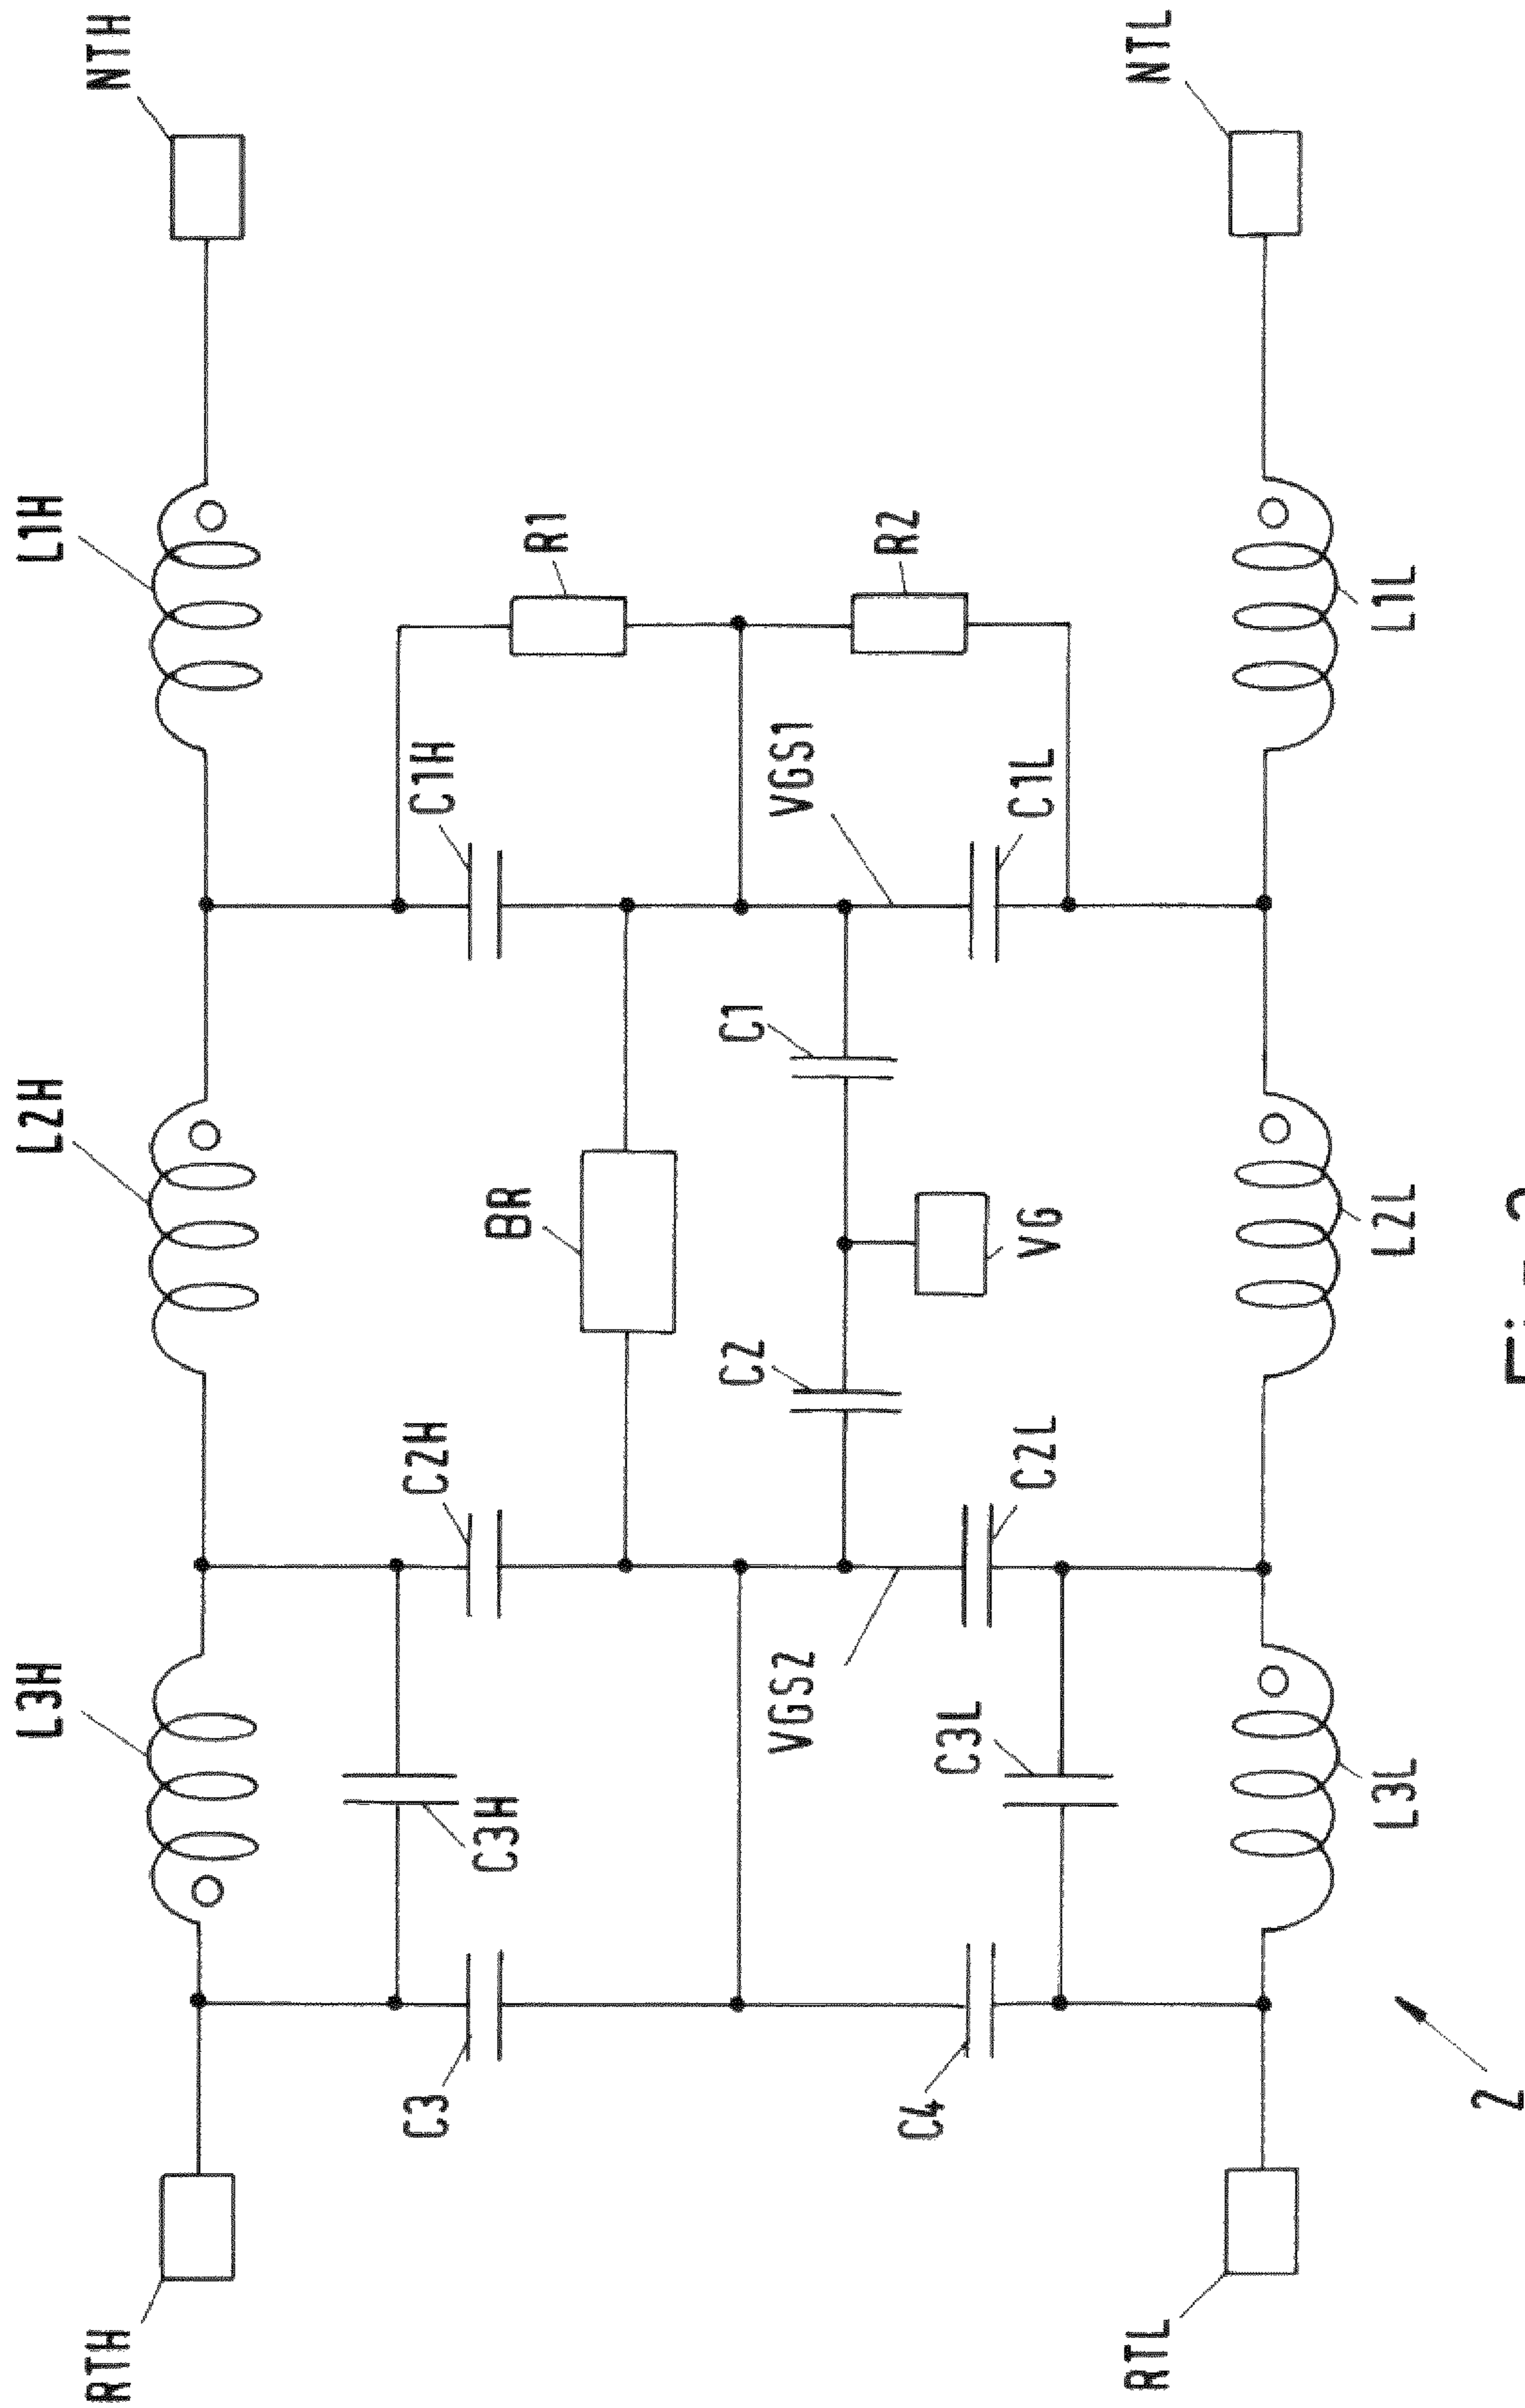 RTH
L3H
L2H
L1H
NTH
C3
C3H
C2H
BR
C1H
R1
C2
C1
VGS2
VG
VGS1
R2
C4
C3L
C2L
C1L
RTL
L3L
L2L
L1L
NTL
2